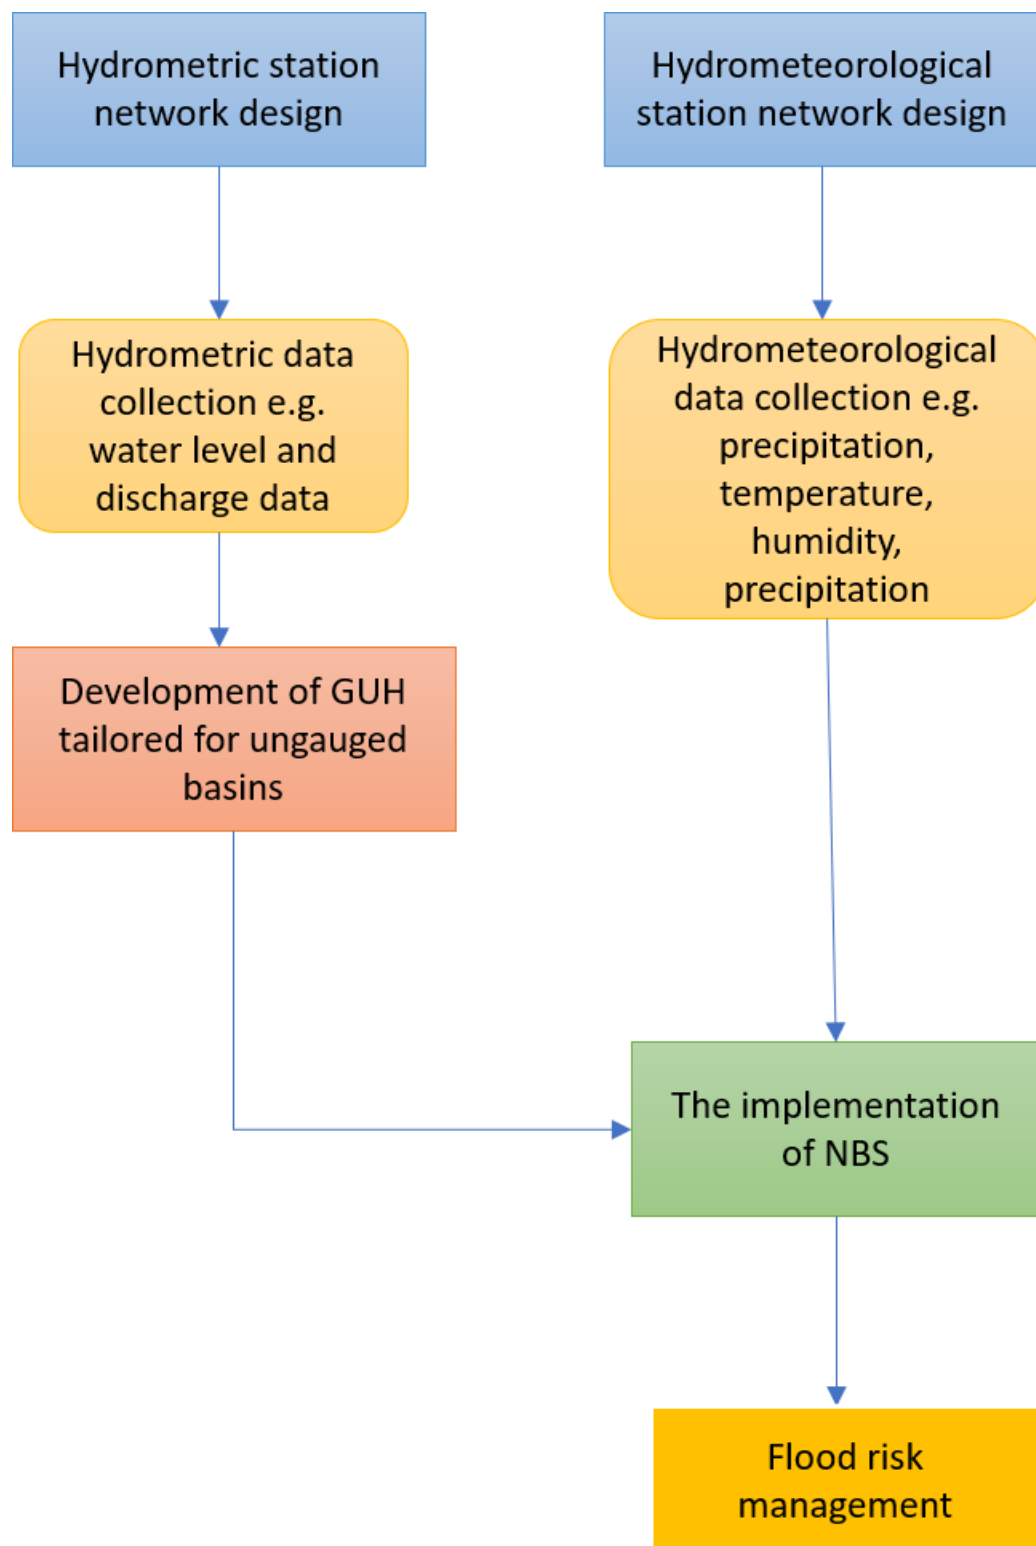 Hydrometric station
network design
Hydrometeorological
station network design
Hydrometric data
collection e.g.
water level and
discharge data
Hydrometeorological
data collection e.g.
precipitation,
temperature,
humidity,
precipitation
Development of GUH
tailored for ungauged
basins
The implementation
of NBS
Flood risk
management